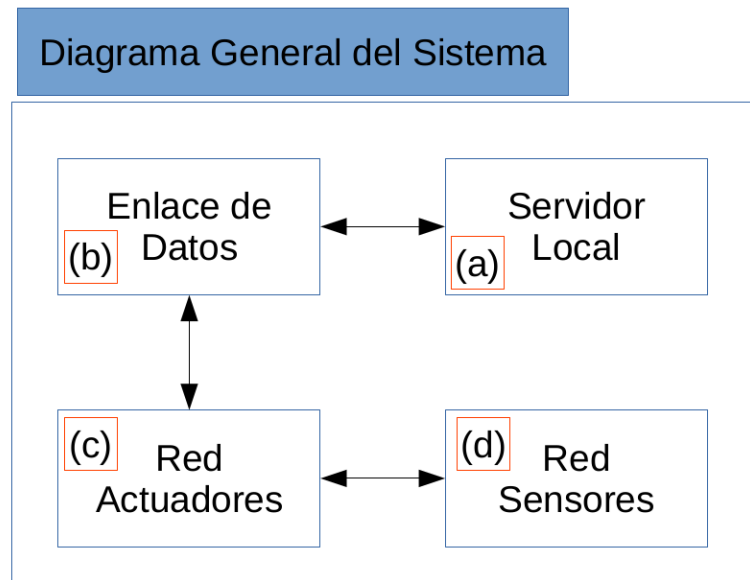 Diagrama General del Sistema
Enlace de
Datos
(b)
Servidor
Local
(a)
(c)
Red
Actuadores
(d)
Red
Sensores